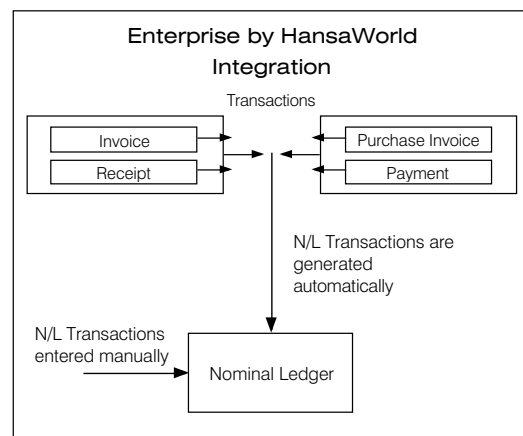 Enterprise by HansaWorld
Integration
Transactions
Invoice
Receipt
Purchase Invoice
Payment
N/L Transactions are
generated
automatically
N/L Transactions
entered manually
Nominal Ledger